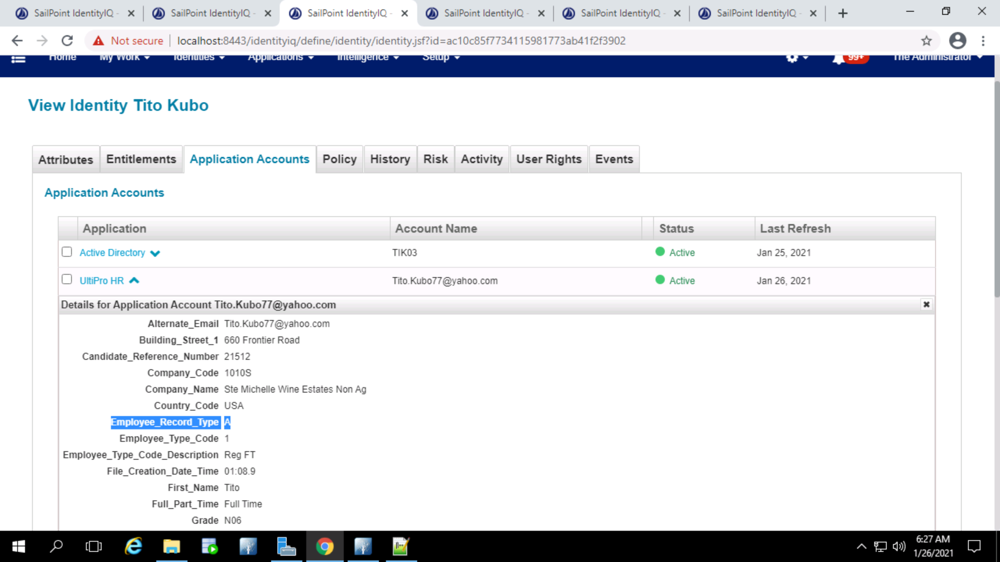 SailPoint IdentityIQ - SailPoint IdentityIQ - SailPoint IdentityIQ - SailPoint IdentityIQ - SailPoint IdentityIQ - SailPoint IdentityIQ -
Not secure localhost:8443/identityiq/define/identity/identity.jsf?id=ac10c85f7734115981773ab41f2f3902
Home My Work Identities Applications Intelligence Setup 99+ The Administrator
View Identity Tito Kubo
Attributes Entitlements Application Accounts Policy History Risk Activity User Rights Events
Application Accounts
Application Account Name Status Last Refresh
Active Directory TIK03 Active Jan 25, 2021
UltiPro HR Tito.Kubo77@yahoo.com Active Jan 26, 2021
Details for Application Account Tito.Kubo77@yahoo.com
Alternate_Email Tito.Kubo77@yahoo.com
Building_Street_1 660 Frontier Road
Candidate_Reference_Number 21512
Company_Code 1010S
Company_Name Ste Michelle Wine Estates Non Ag
Country_Code USA
Employee_Record_Type A
Employee_Type_Code 1
Employee_Type_Code_Description Reg FT
File_Creation_Date_Time 01:08.9
First_Name Tito
Full_Part_Time Full Time
Grade N06
6:27 AM
1/26/2021